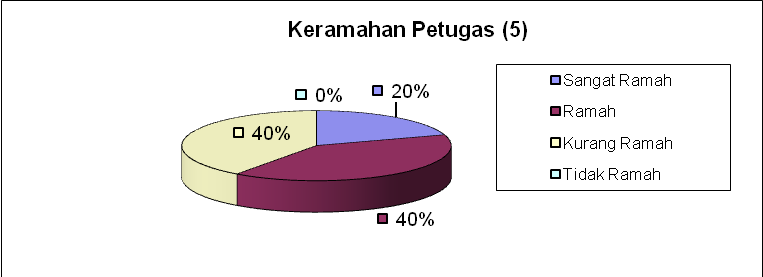 Keramahan Petugas (5)
0%
20%
40%
40%
Sangat Ramah
Ramah
Kurang Ramah
Tidak Ramah